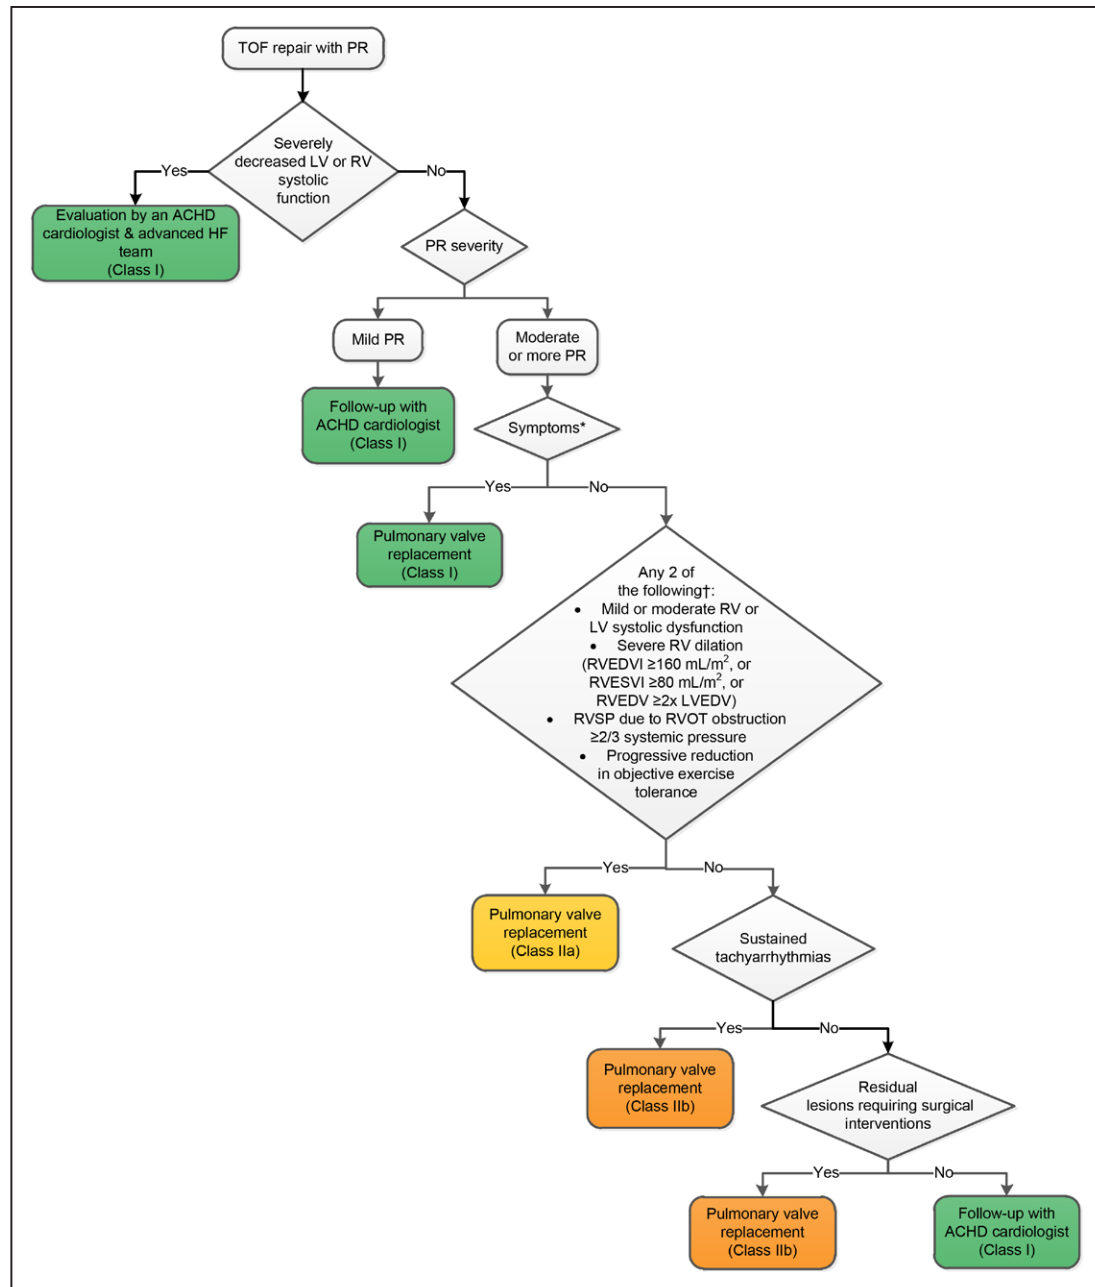 TOF repair with PR
Severely
decreased LV or RV
systolic
function
Yes
No
Evaluation by an ACHD
cardiologist & advanced HF
team
(Class I)
PR severity
Mild PR
Moderate
or more PR
Follow-up with
ACHD cardiologist
(Class I)
Symptoms*
Yes
No
Pulmonary valve
replacement
(Class I)
Any 2 of
the following†:
• Mild or moderate RV or
LV systolic dysfunction
• Severe RV dilation
(RVEDVI ≥160 mL/m², or
RVESVI ≥80 mL/m², or
RVEDV ≥2x LVEDV)
• RVSP due to RVOT obstruction
≥2/3 systemic pressure
• Progressive reduction
in objective exercise
tolerance
Yes
No
Pulmonary valve
replacement
(Class IIa)
Sustained
tachyarrhythmias
Yes
No
Pulmonary valve
replacement
(Class IIb)
Residual
lesions requiring surgical
interventions
Yes
No
Pulmonary valve
replacement
(Class IIb)
Follow-up with
ACHD cardiologist
(Class I)